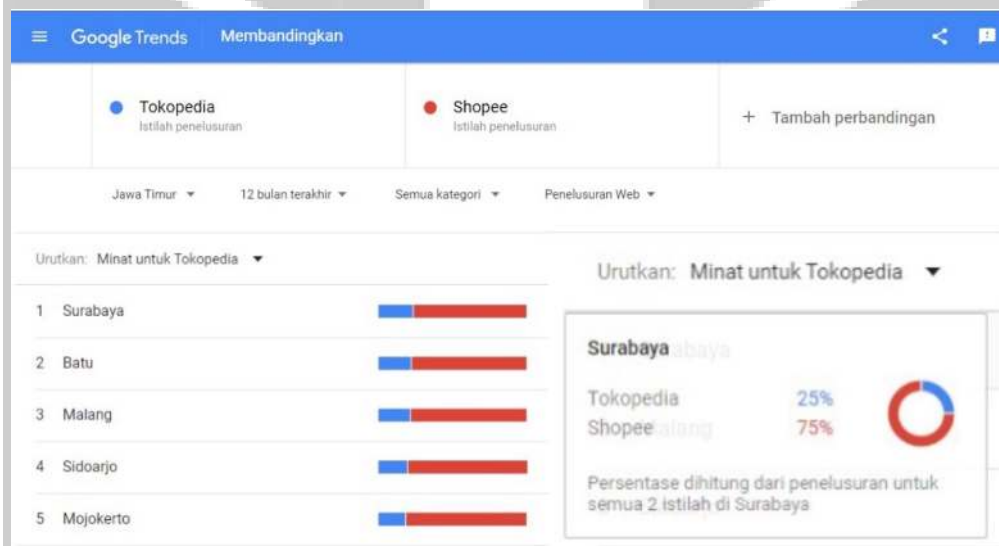 Google Trends Membandingkan
Tokopedia
Istilah penelusuran
Shopee
Istilah penelusuran
+ Tambah perbandingan
Jawa Timur
12 bulan terakhir
Semua kategori
Penelusuran Web
Urutkan: Minat untuk Tokopedia
1 Surabaya
2 Batu
3 Malang
4 Sidoarjo
5 Mojokerto
Urutkan: Minat untuk Tokopedia
Surabaya
Tokopedia 25%
Shopee 75%
Persentase dihitung dari penelusuran untuk
semua 2 istilah di Surabaya